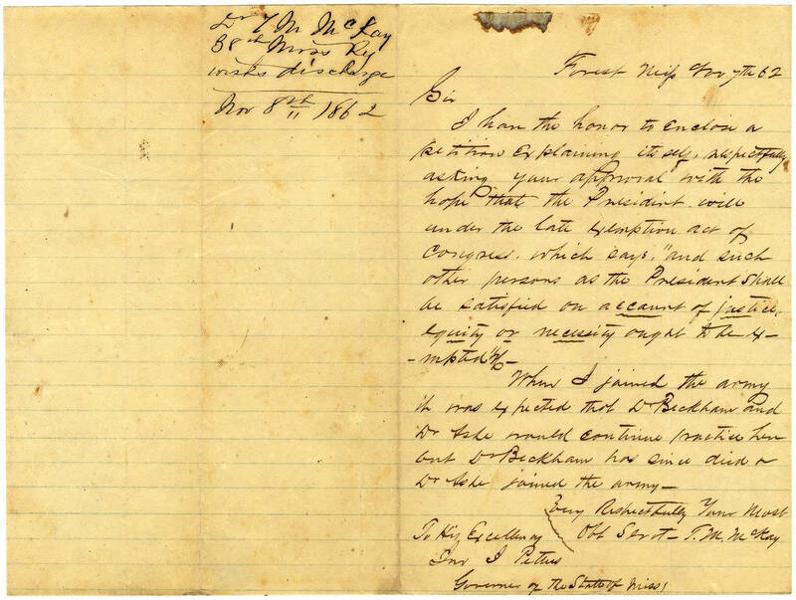 Dr T M McKay
38th Miss Reg
wishes discharge
Nov 8th 1862
Forest Miss Nov 7th 62
Sir
I have the honor to enclose a
petition explaining itself, respectfully
asking your approval with the
hope that the President will
under the late exemption act of
Congress, which says, "and such
other persons as the President shall
be satisfied on account of justice,
equity or necessity ought to be ex-
-mpted"
When I joined the army
it was expected that Dr Beckham and
Dr Ashe would continue practice here
but Dr Beckham has since died &
Dr Ashe joined the army—
Very Respectfully Your Most
Obt Servt— T. M. McKay
To His Excellency
Jno J Pettus
Governor of the State of Miss